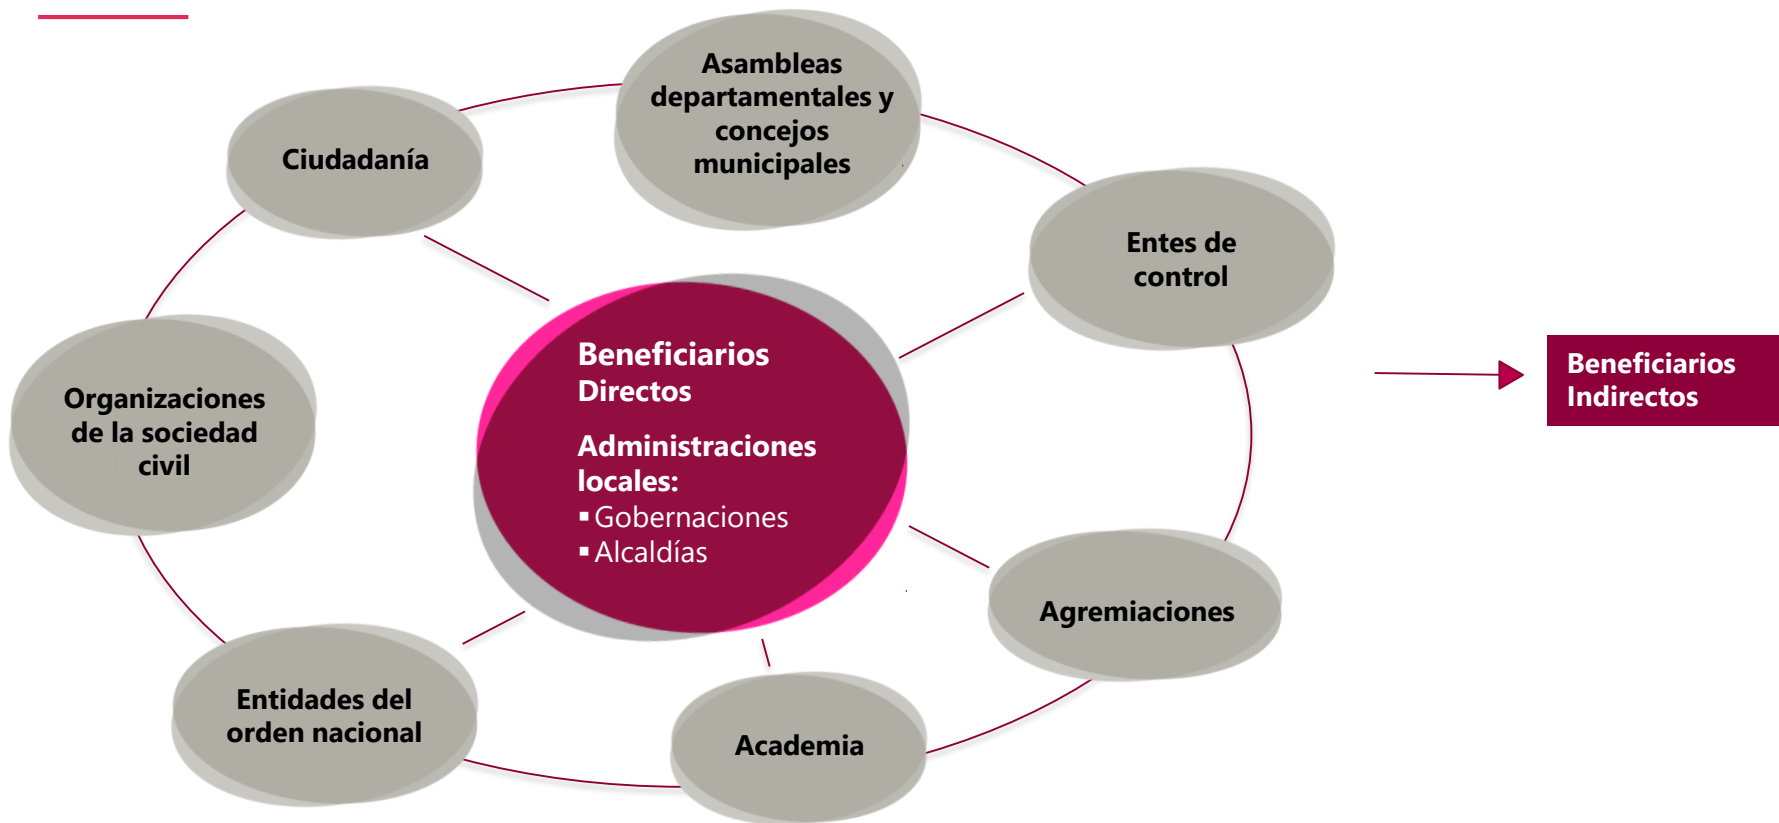 Asambleas
departamentales y
concejos
municipales
Ciudadanía
Entes de
control
Beneficiarios
Directos
Administraciones
locales:
▪ Gobernaciones
▪ Alcaldías
Beneficiarios
Indirectos
Organizaciones
de la sociedad
civil
Agremiaciones
Entidades del
orden nacional
Academia